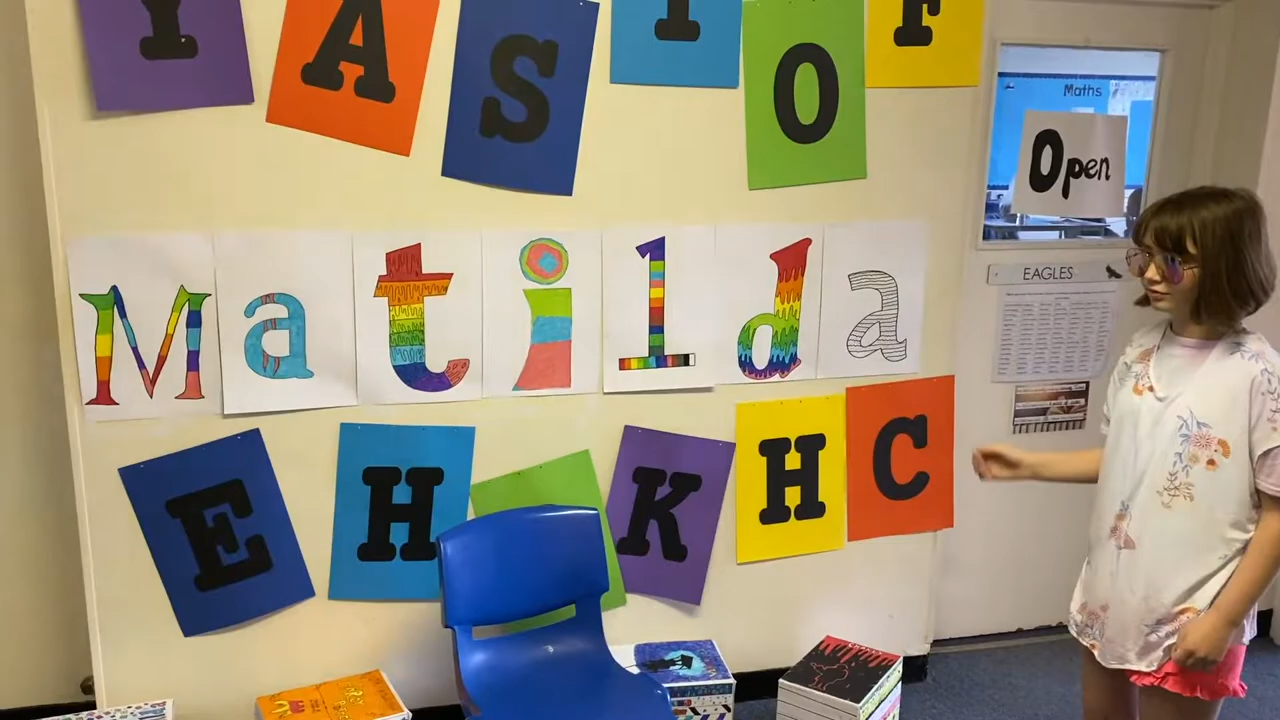 Y A S I O F
Matilda
E H K H C
Maths
Open
EAGLES